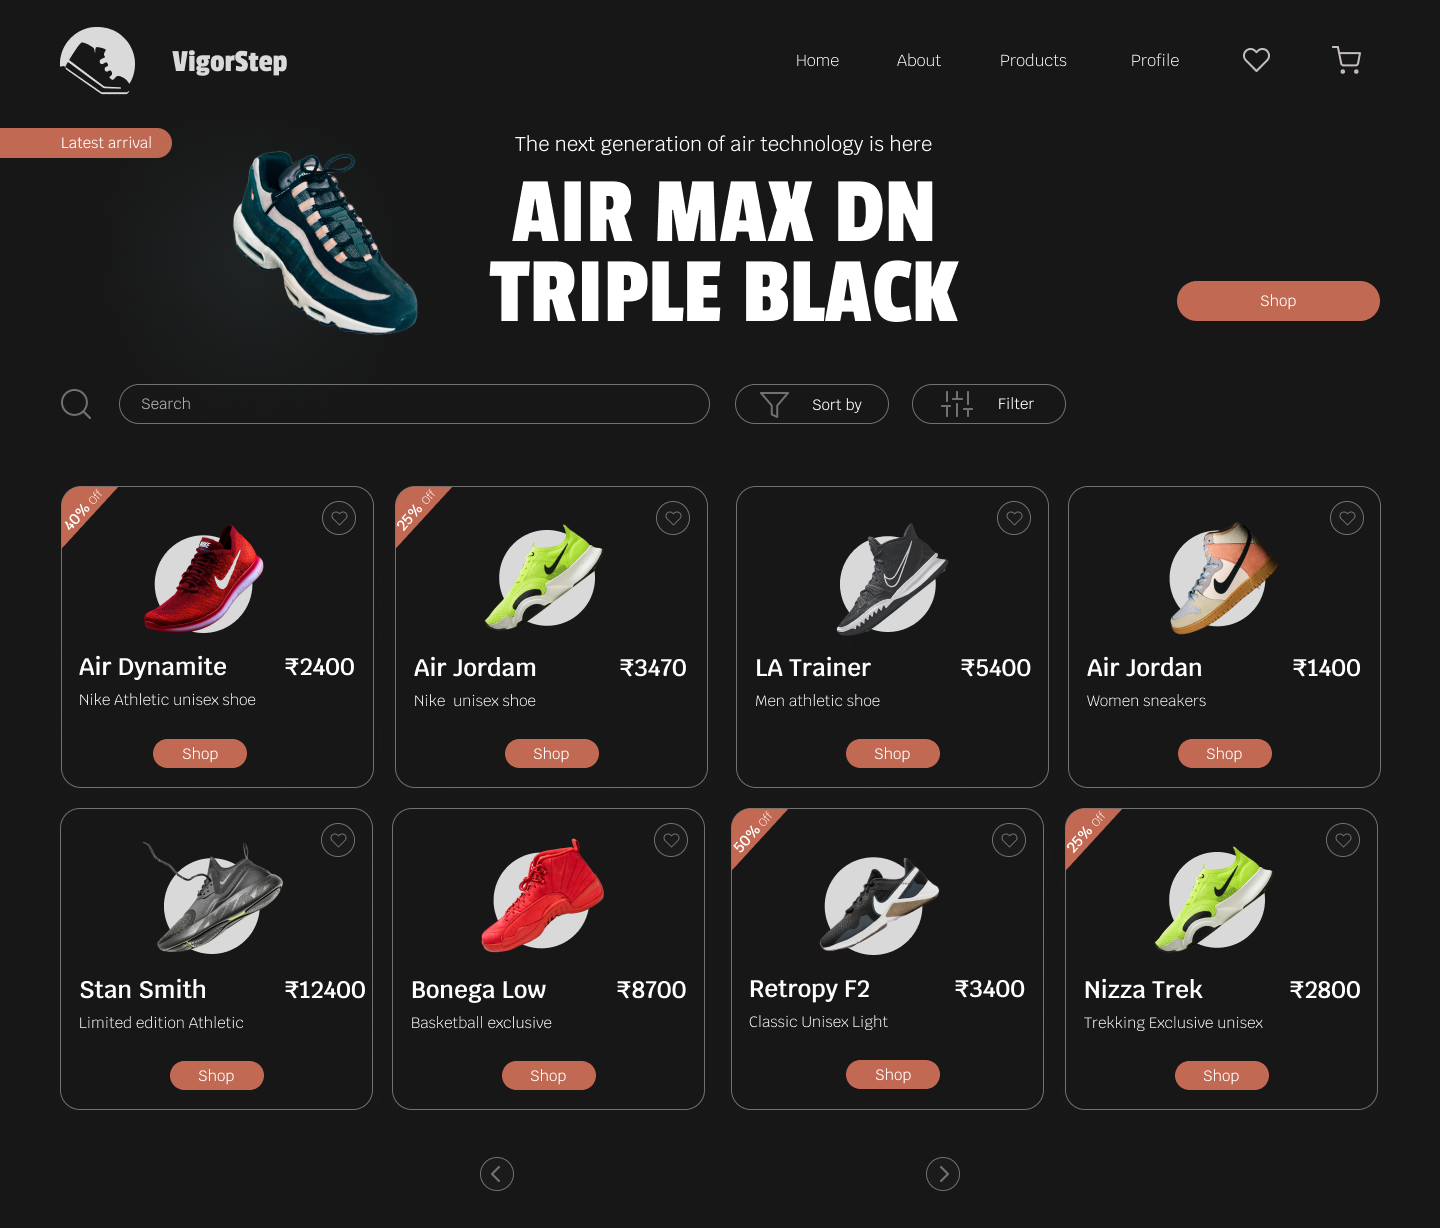 VigorStep
Home About Products Profile
Latest arrival
The next generation of air technology is here
AIR MAX DN
TRIPLE BLACK
Shop
Search
Sort by
Filter
40% Off
Air Dynamite ₹2400
Nike Athletic unisex shoe
Shop
25% Off
Air Jordam ₹3470
Nike unisex shoe
Shop
LA Trainer ₹5400
Men athletic shoe
Shop
Air Jordan ₹1400
Women sneakers
Shop
Stan Smith ₹12400
Limited edition Athletic
Shop
Bonega Low ₹8700
Basketball exclusive
Shop
50% Off
Retropy F2 ₹3400
Classic Unisex Light
Shop
25% Off
Nizza Trek ₹2800
Trekking Exclusive unisex
Shop